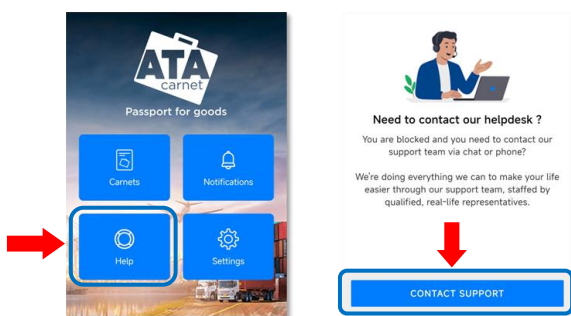 ATA
carnet
Passport for goods
Carnets
Notifications
Help
Settings
Need to contact our helpdesk ?
You are blocked and you need to contact our
support team via chat or phone?
We're doing everything we can to make your life
easier through our support team, staffed by
qualified, real-life representatives.
CONTACT SUPPORT